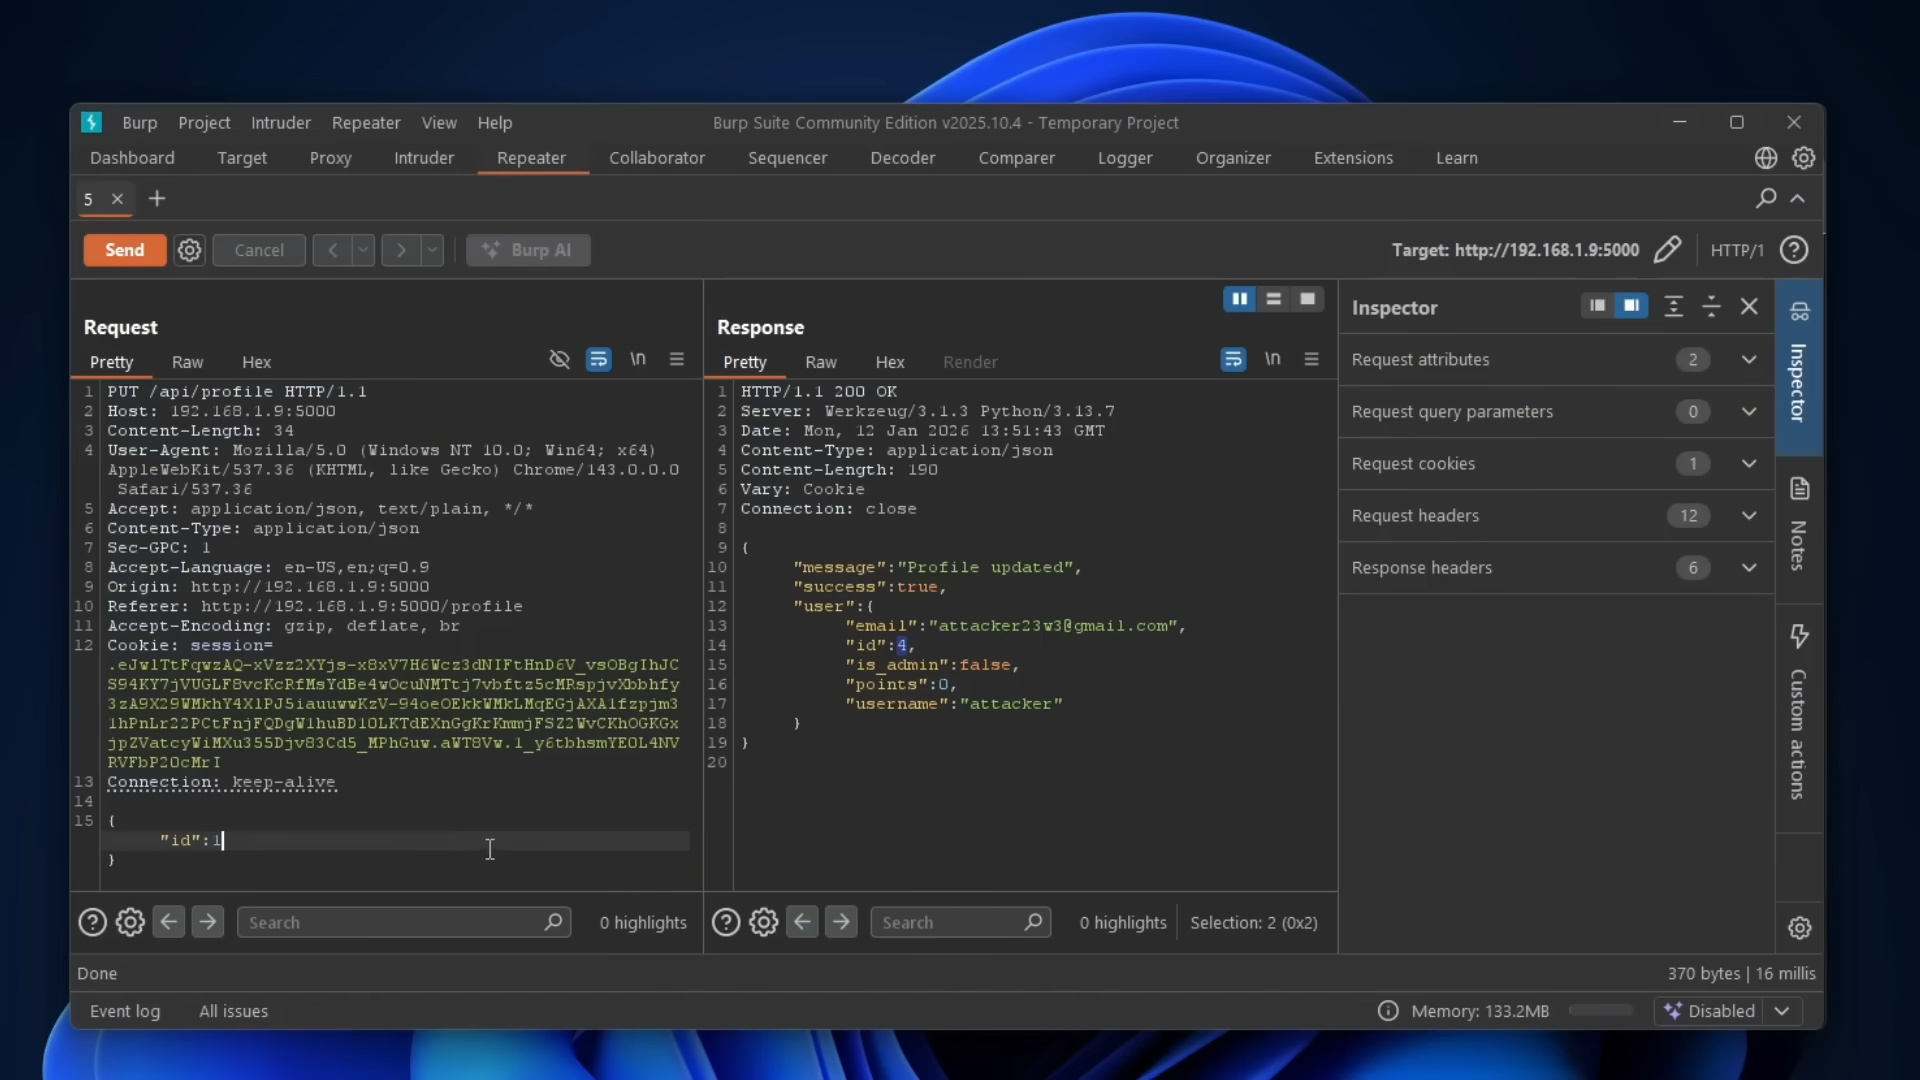 Burp Project Intruder Repeater View Help
Burp Suite Community Edition v2025.10.4 - Temporary Project
Dashboard Target Proxy Intruder Repeater Collaborator Sequencer Decoder Comparer Logger Organizer Extensions Learn
5
Send Cancel Burp AI
Target: http://192.168.1.9:5000 HTTP/1
Request
Pretty Raw Hex \n
1 PUT /api/profile HTTP/1.1
2 Host: 192.168.1.9:5000
3 Content-Length: 34
4 User-Agent: Mozilla/5.0 (Windows NT 10.0; Win64; x64)
AppleWebKit/537.36 (KHTML, like Gecko) Chrome/143.0.0.0
Safari/537.36
5 Accept: application/json, text/plain, */*
6 Content-Type: application/json
7 Sec-GPC: 1
8 Accept-Language: en-US,en;q=0.9
9 Origin: http://192.168.1.9:5000
10 Referer: http://192.168.1.9:5000/profile
11 Accept-Encoding: gzip, deflate, br
12 Cookie: session=
13 Connection: keep-alive
14
15 {
"id":1
}
Search 0 highlights
Response
Pretty Raw Hex Render \n
1 HTTP/1.1 200 OK
2 Server: Werkzeug/3.1.3 Python/3.13.7
3 Date: Mon, 12 Jan 2026 13:51:43 GMT
4 Content-Type: application/json
5 Content-Length: 190
6 Vary: Cookie
7 Connection: close
8
9 {
10 "message":"Profile updated",
11 "success":true,
12 "user":{
13 "email":"attacker23w3@gmail.com",
14 "id":4,
15 "is_admin":false,
16 "points":0,
17 "username":"attacker"
18 }
19 }
20
Search 0 highlights Selection: 2 (0x2)
Inspector
Request attributes 2
Request query parameters 0
Request cookies 1
Request headers 12
Response headers 6
Inspector
Notes
Custom actions
Done
370 bytes | 16 millis
Event log All issues
Memory: 133.2MB Disabled